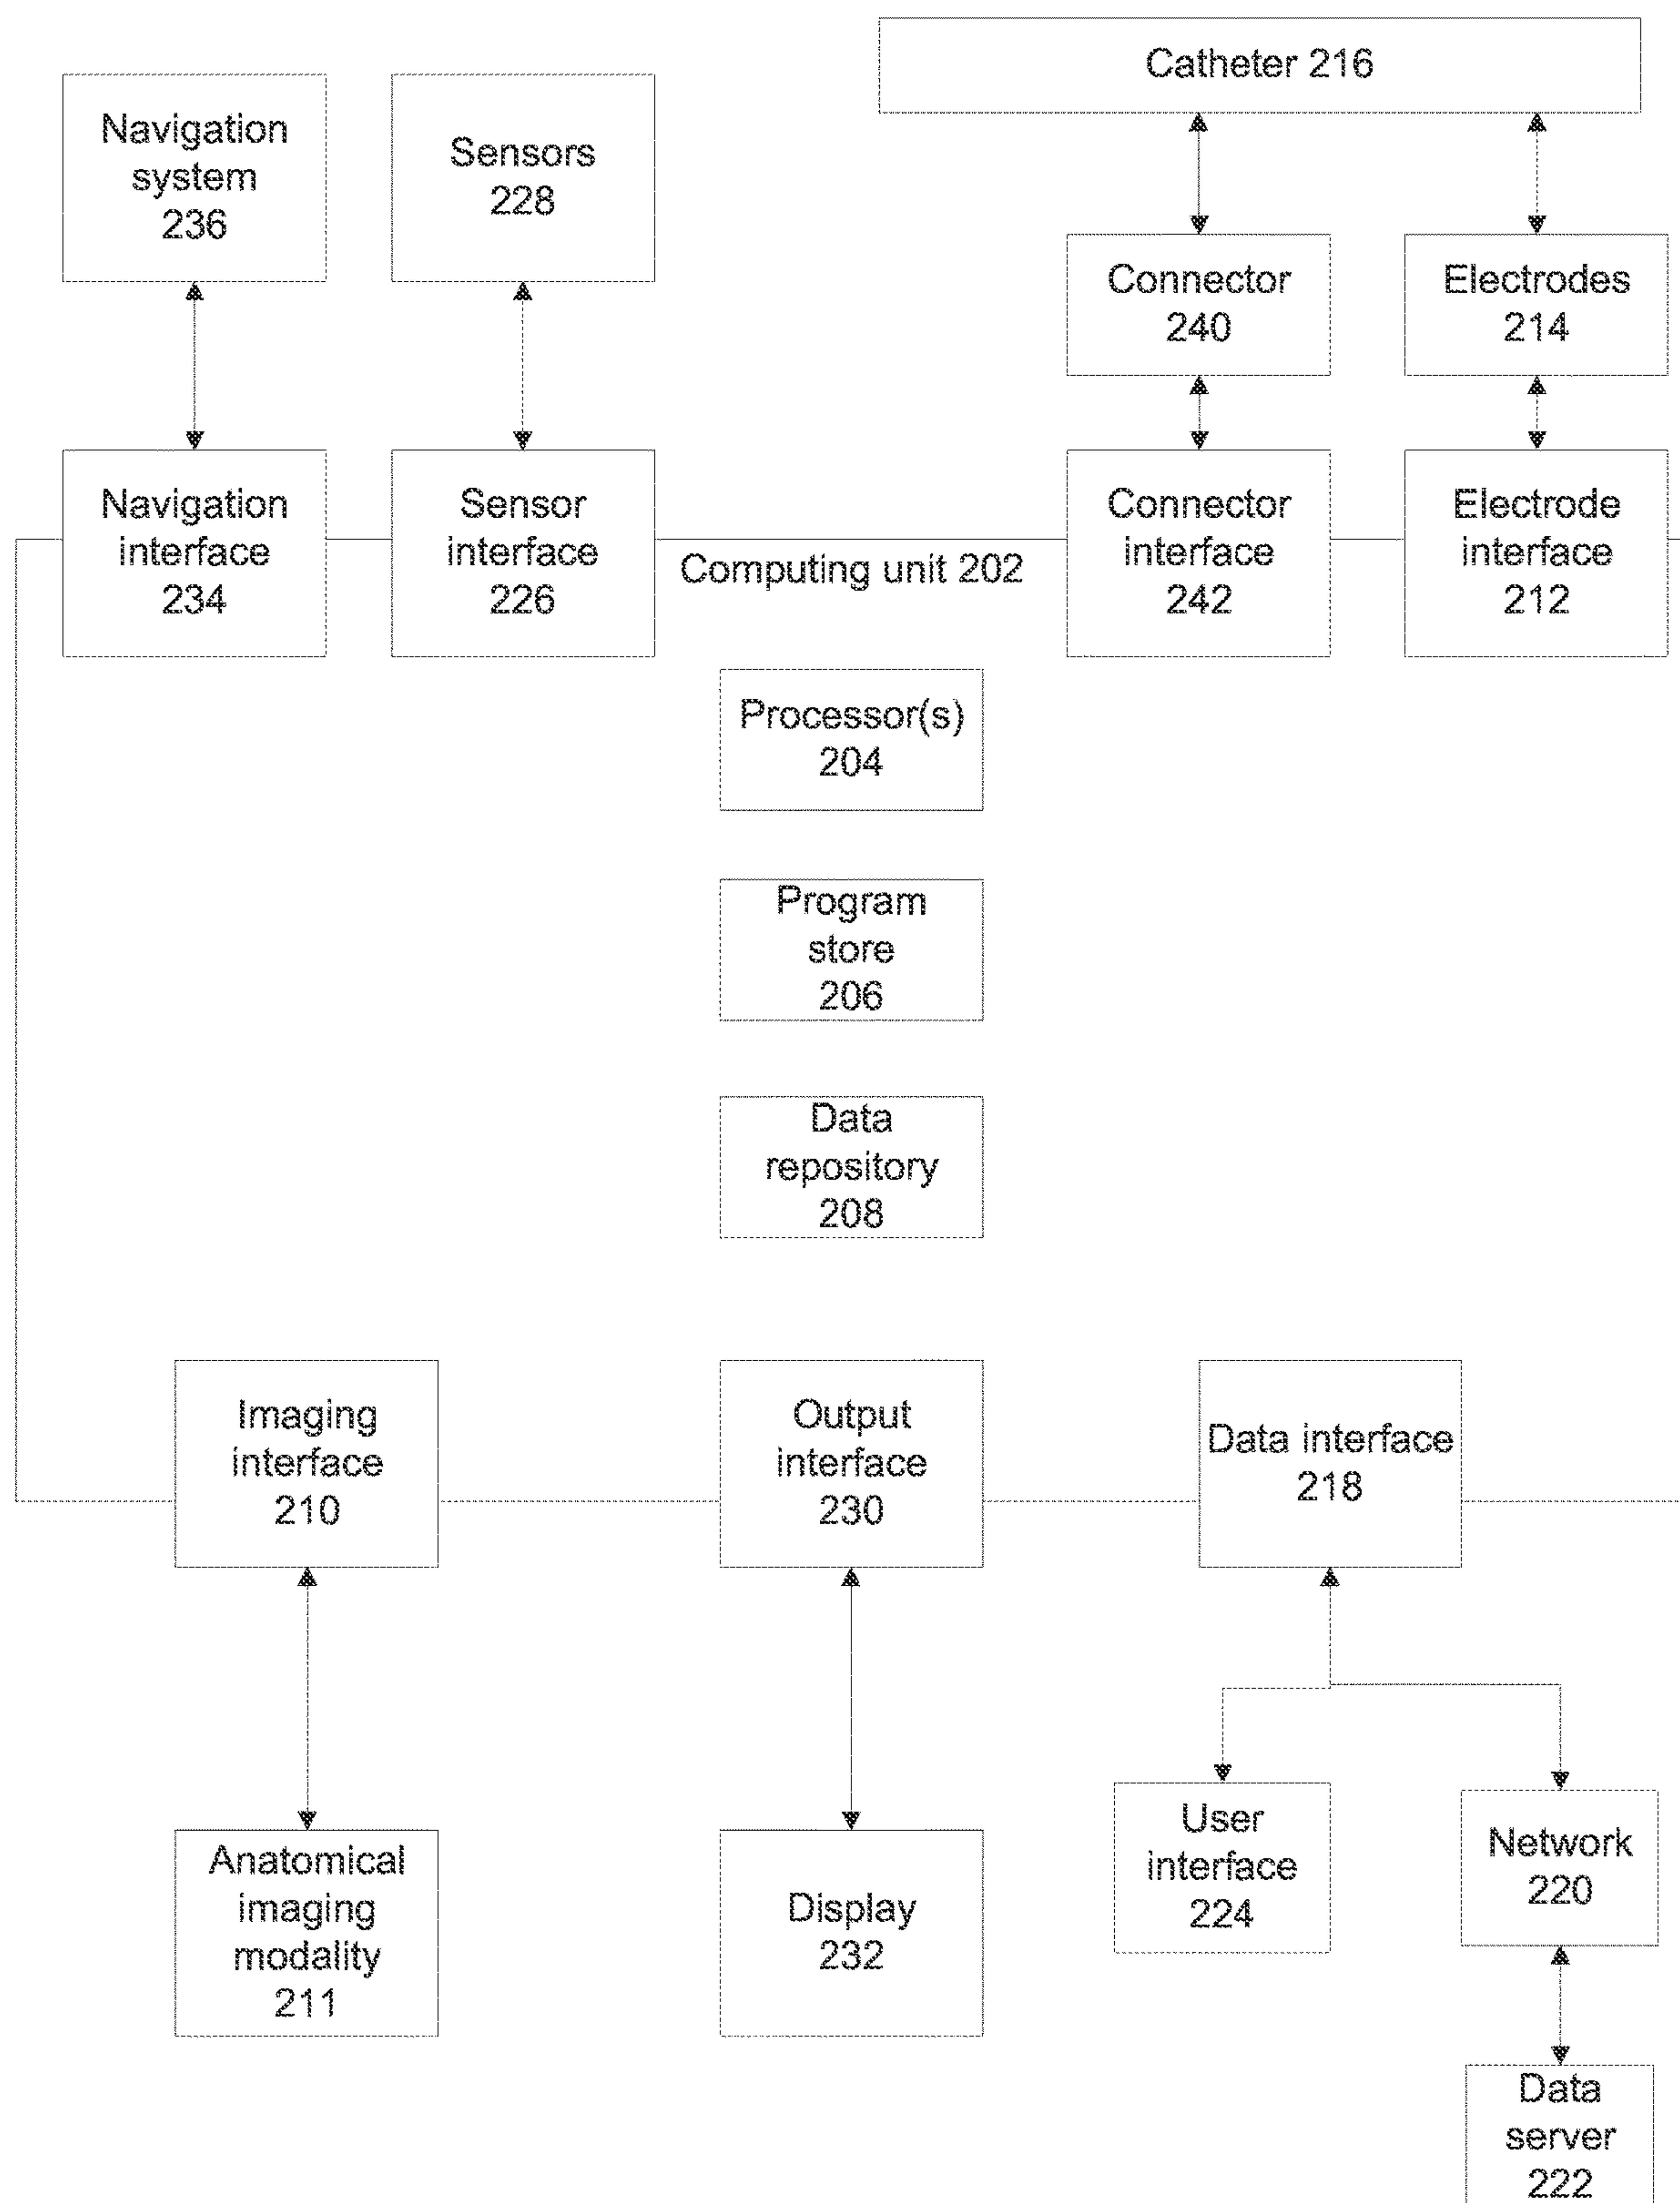 Catheter 216
Navigation
system
236
Sensors
228
Connector
240
Electrodes
214
Navigation
interface
234
Sensor
interface
226
Computing unit 202
Connector
interface
242
Electrode
interface
212
Processor(s)
204
Program
store
206
Data
repository
208
Imaging
interface
210
Output
interface
230
Data interface
218
Anatomical
imaging
modality
211
Display
232
User
interface
224
Network
220
Data
server
222